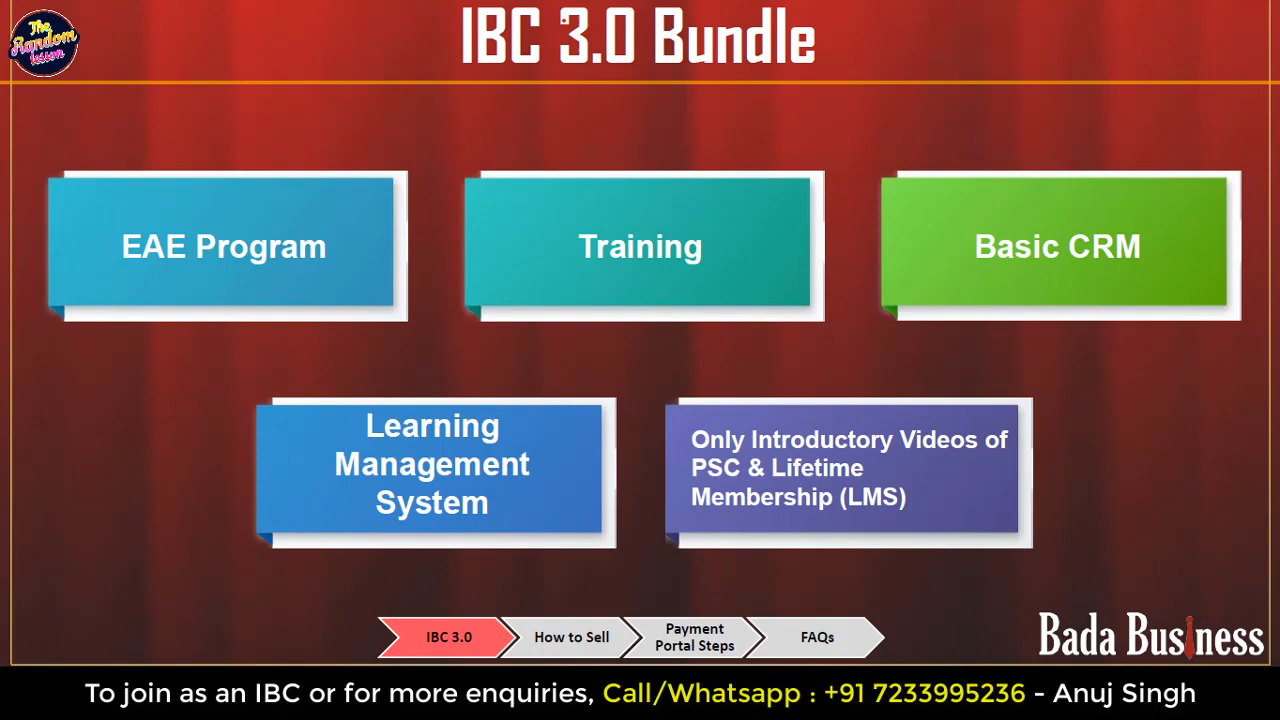 The
Random
lesson
IBC 3.0 Bundle
EAE Program
Training
Basic CRM
Learning
Management
System
Only Introductory Videos of
PSC & Lifetime
Membership (LMS)
IBC 3.0
How to Sell
Payment
Portal Steps
FAQs
Bada Business
To join as an IBC or for more enquiries, Call/Whatsapp : +91 7233995236 - Anuj Singh